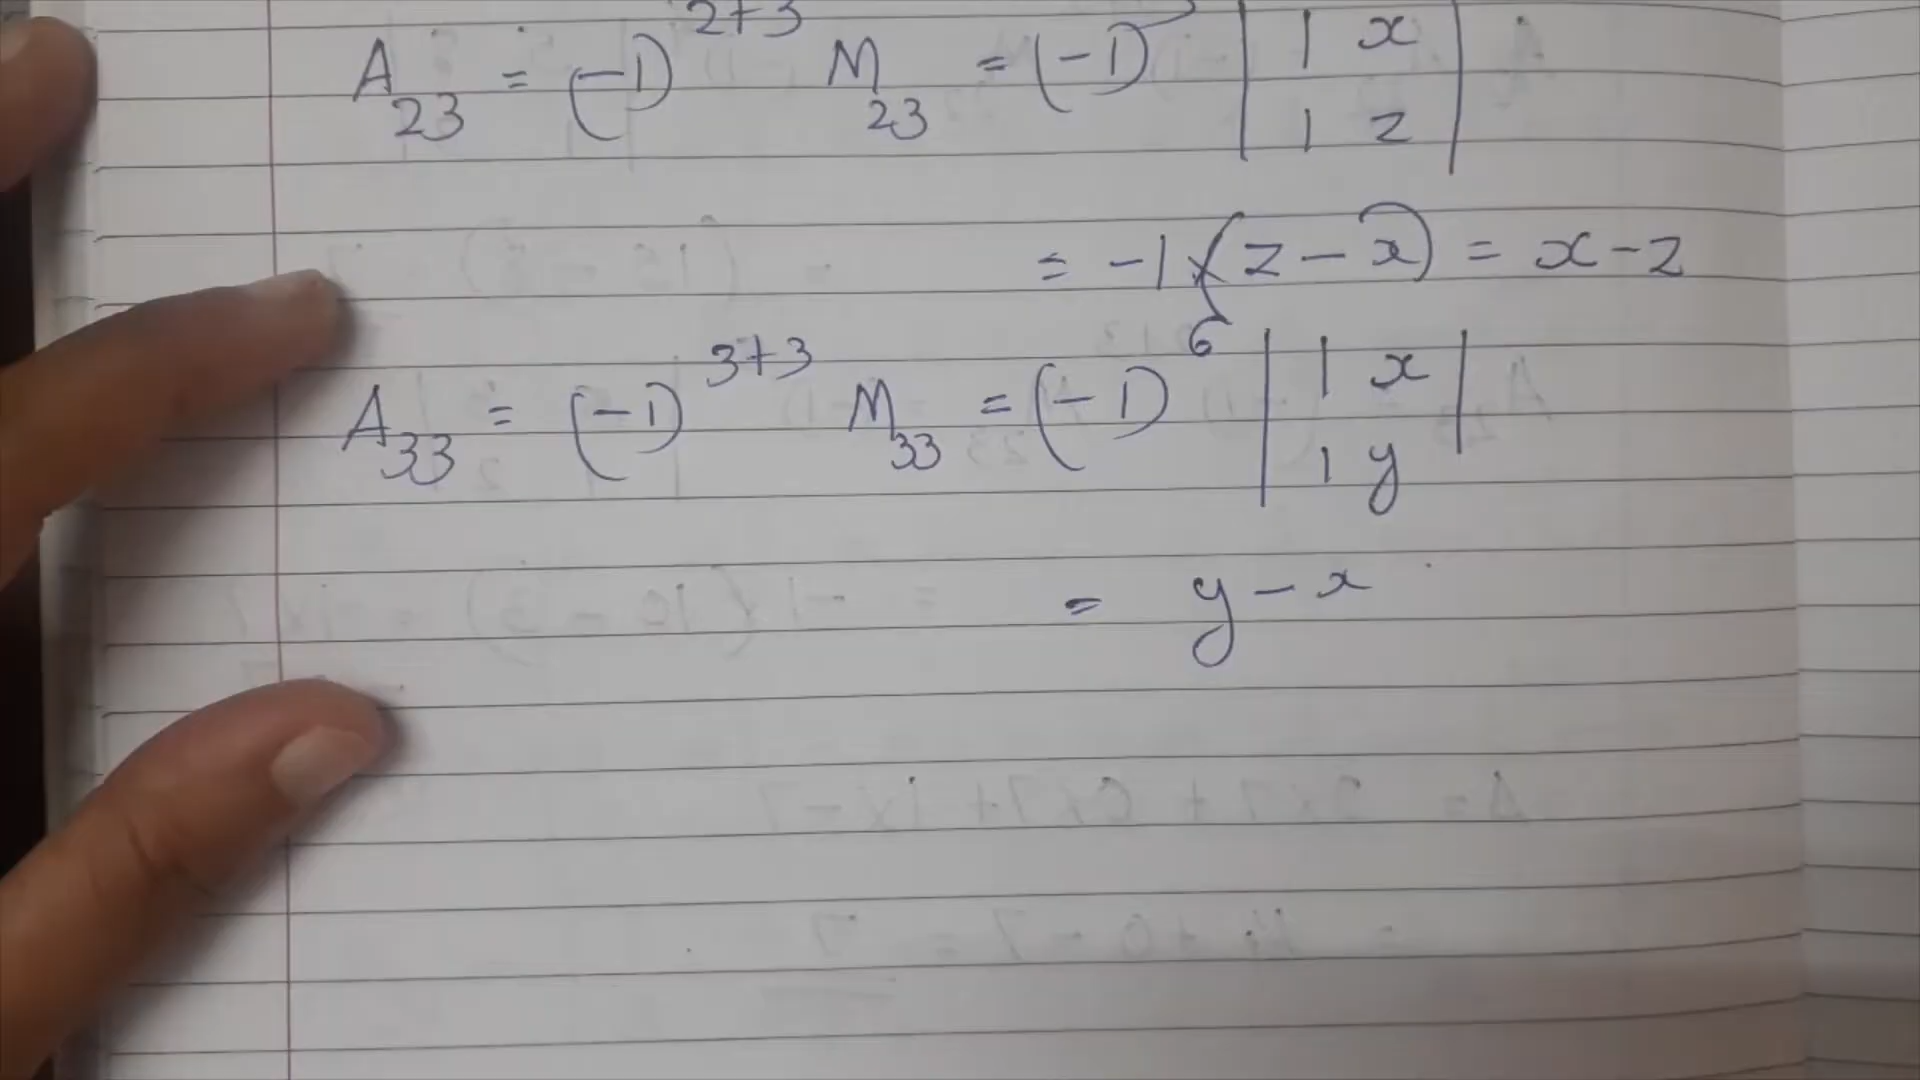 A₂₃ = (-1)²⁺³ M₂₃ = (-1) | 1 x |
| 1 z |
= -1 (z - x) = x - z
A₃₃ = (-1)³⁺³ M₃₃ = (-1)⁶ | 1 x |
| 1 y |
= y - x